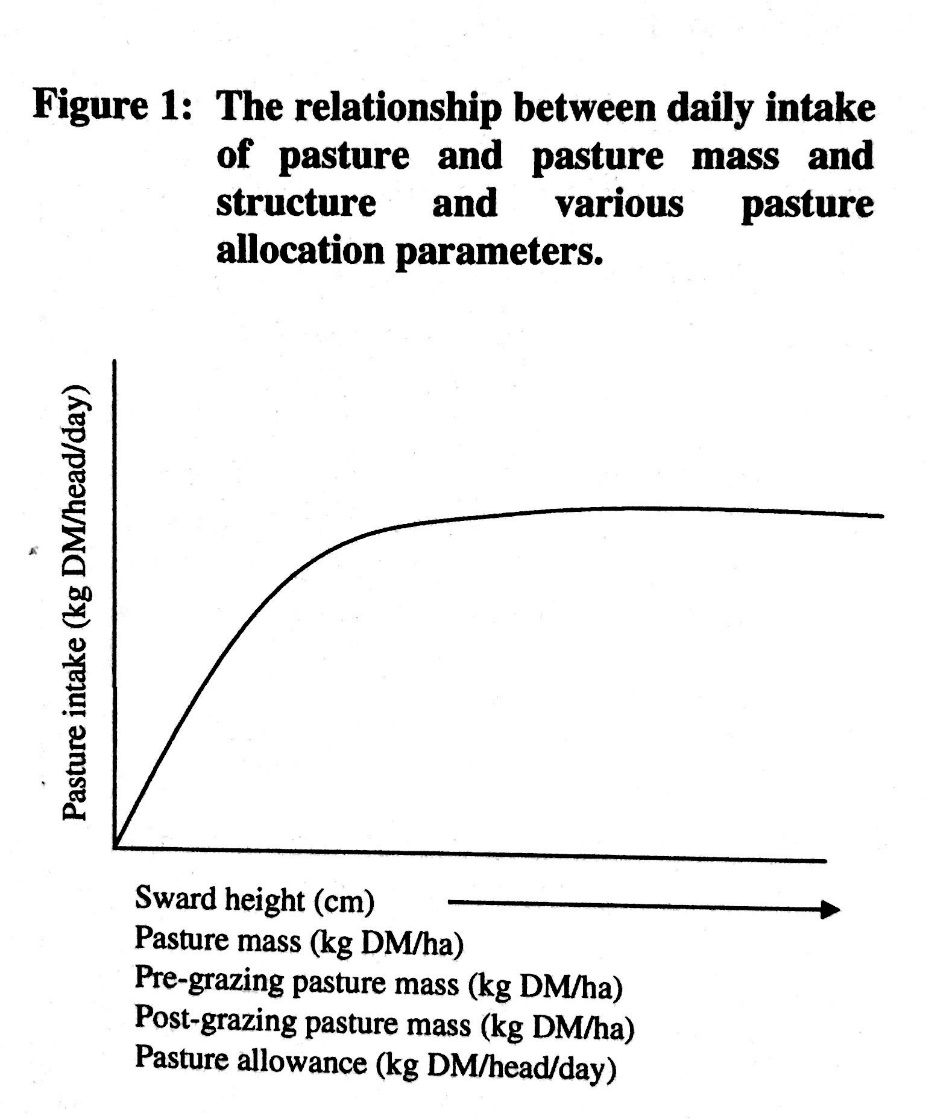 Figure 1: The relationship between daily intake
of pasture and pasture mass and
structure and various pasture
allocation parameters.
Pasture intake (kg DM/head/day)
Sward height (cm)
Pasture mass (kg DM/ha)
Pre-grazing pasture mass (kg DM/ha)
Post-grazing pasture mass (kg DM/ha)
Pasture allowance (kg DM/head/day)